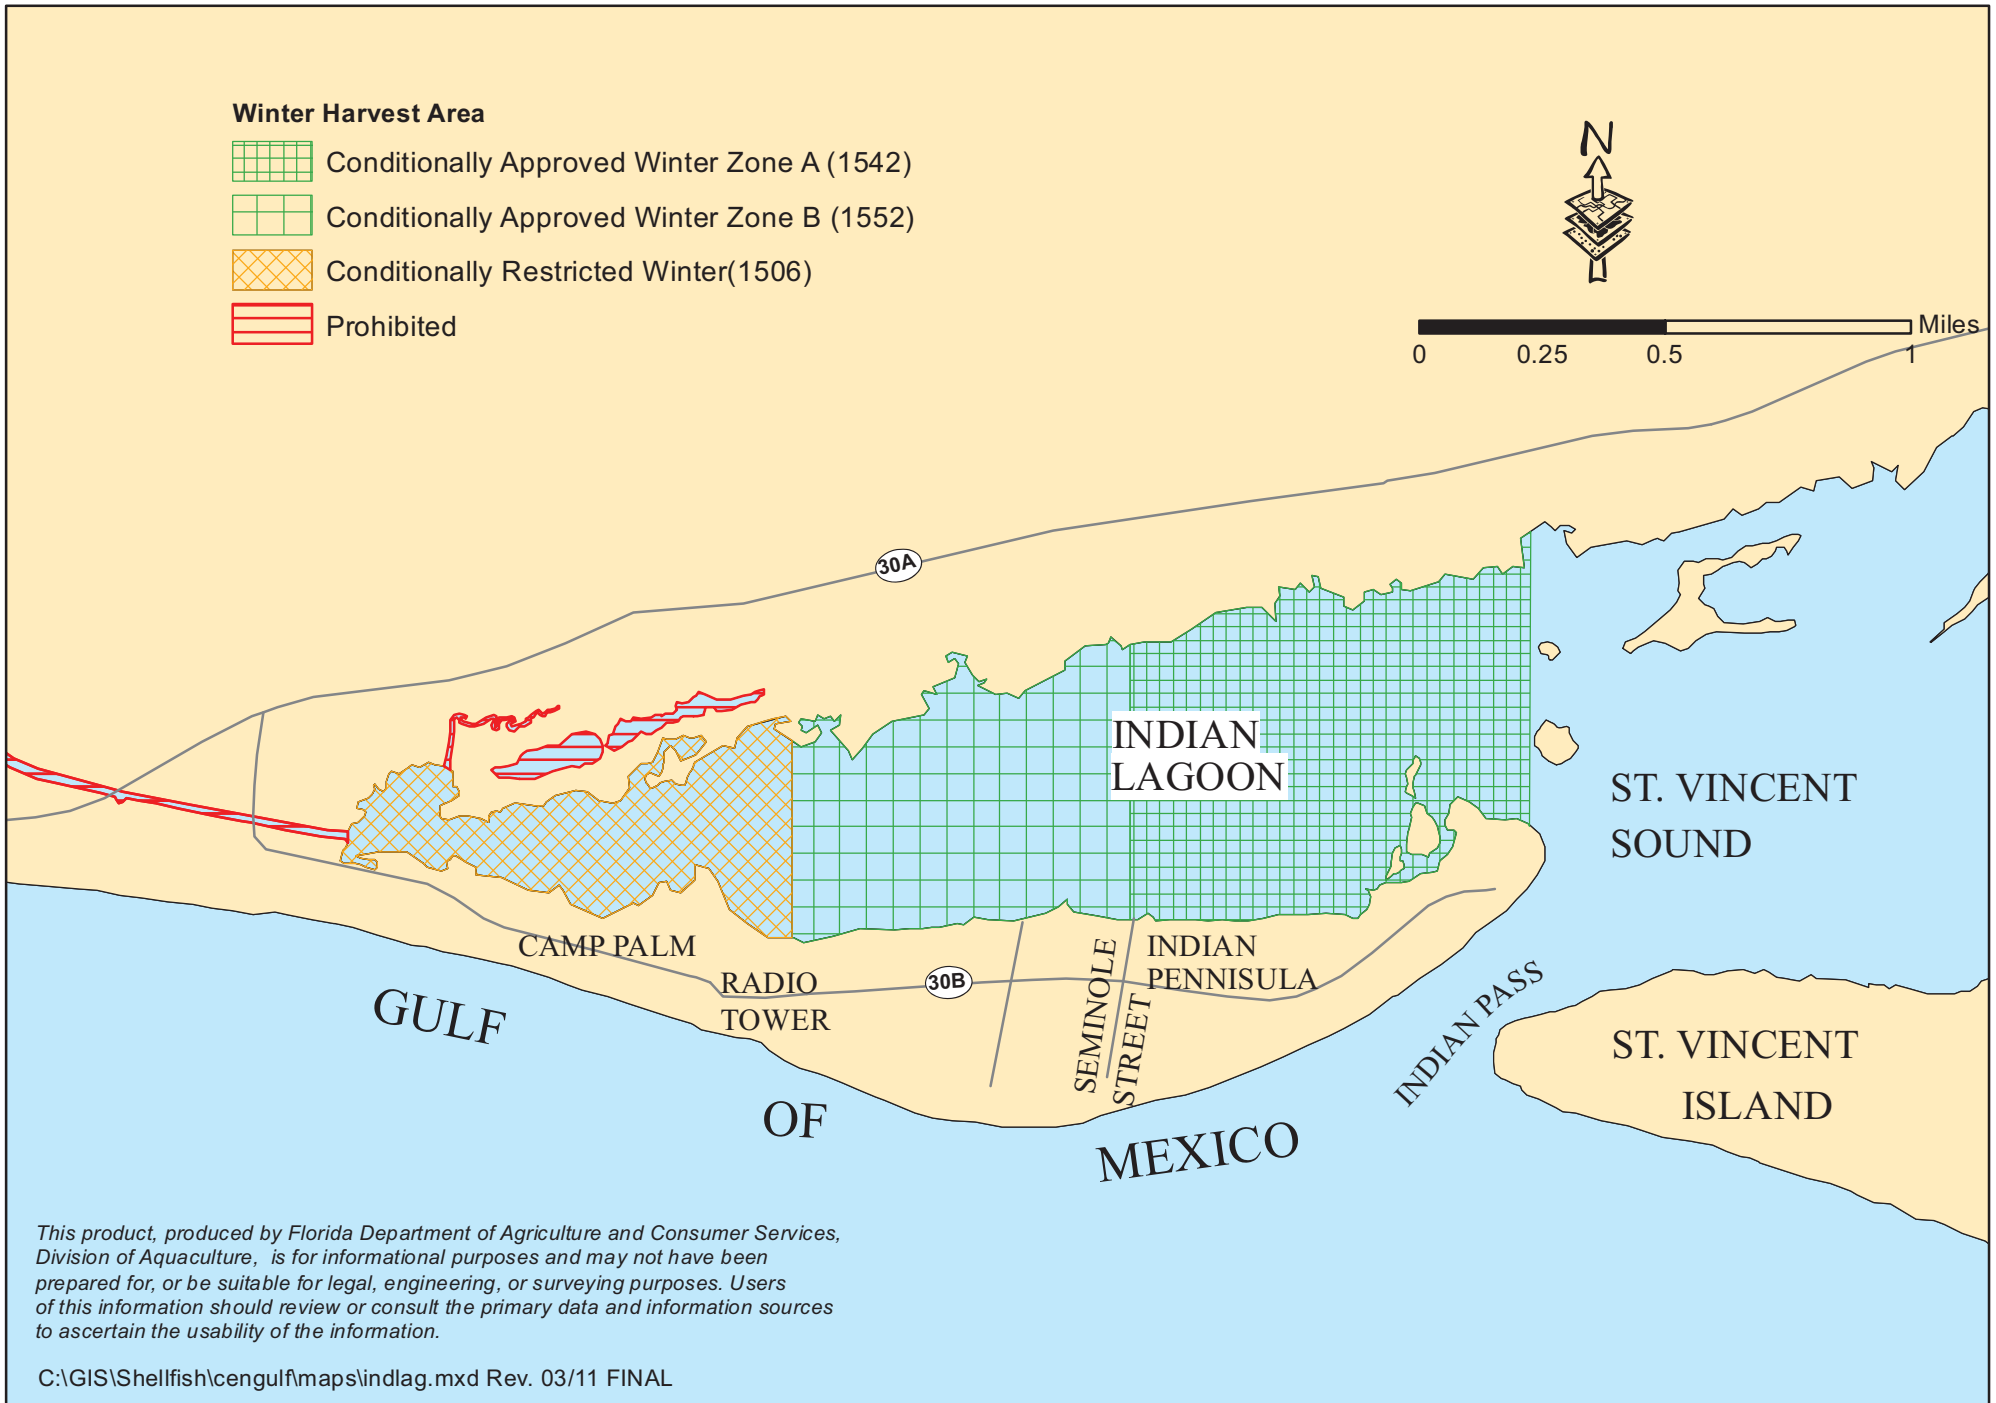 Winter Harvest Area
Conditionally Approved Winter Zone A (1542)
Conditionally Approved Winter Zone B (1552)
Conditionally Restricted Winter(1506)
Prohibited
N
Miles
0 0.25 0.5 1
30A
INDIAN
LAGOON
ST. VINCENT
SOUND
CAMP PALM
RADIO
TOWER
30B
SEMINOLE
STREET
INDIAN
PENNISULA
INDIAN PASS
ST. VINCENT
ISLAND
GULF
OF
MEXICO
This product, produced by Florida Department of Agriculture and Consumer Services,
Division of Aquaculture, is for informational purposes and may not have been
prepared for, or be suitable for legal, engineering, or surveying purposes. Users
of this information should review or consult the primary data and information sources
to ascertain the usability of the information.
C:\GIS\Shellfish\cengulf\maps\indlag.mxd Rev. 03/11 FINAL